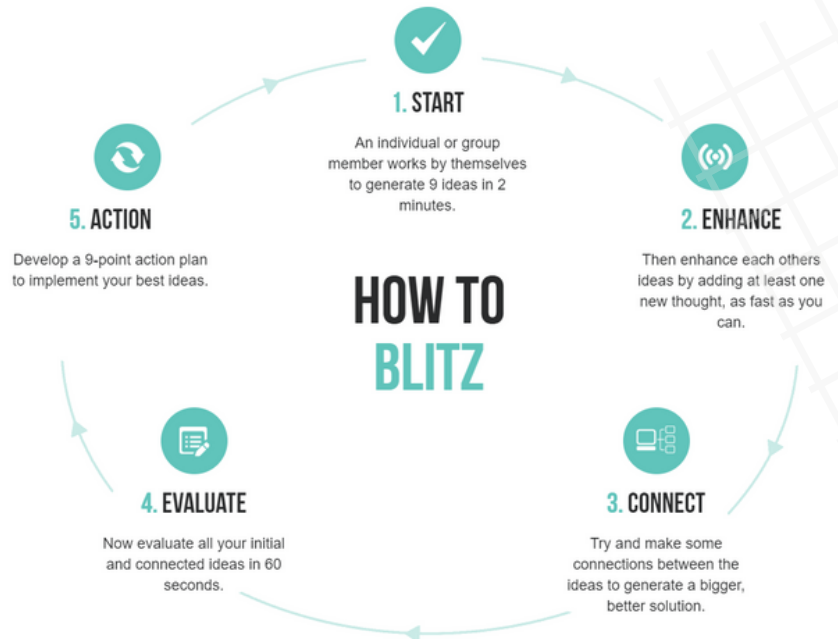 1. START
An individual or group
member works by themselves
to generate 9 ideas in 2
minutes.
2. ENHANCE
Then enhance each others
ideas by adding at least one
new thought, as fast as you
can.
3. CONNECT
Try and make some
connections between the
ideas to generate a bigger,
better solution.
4. EVALUATE
Now evaluate all your initial
and connected ideas in 60
seconds.
5. ACTION
Develop a 9-point action plan
to implement your best ideas.
HOW TO
BLITZ